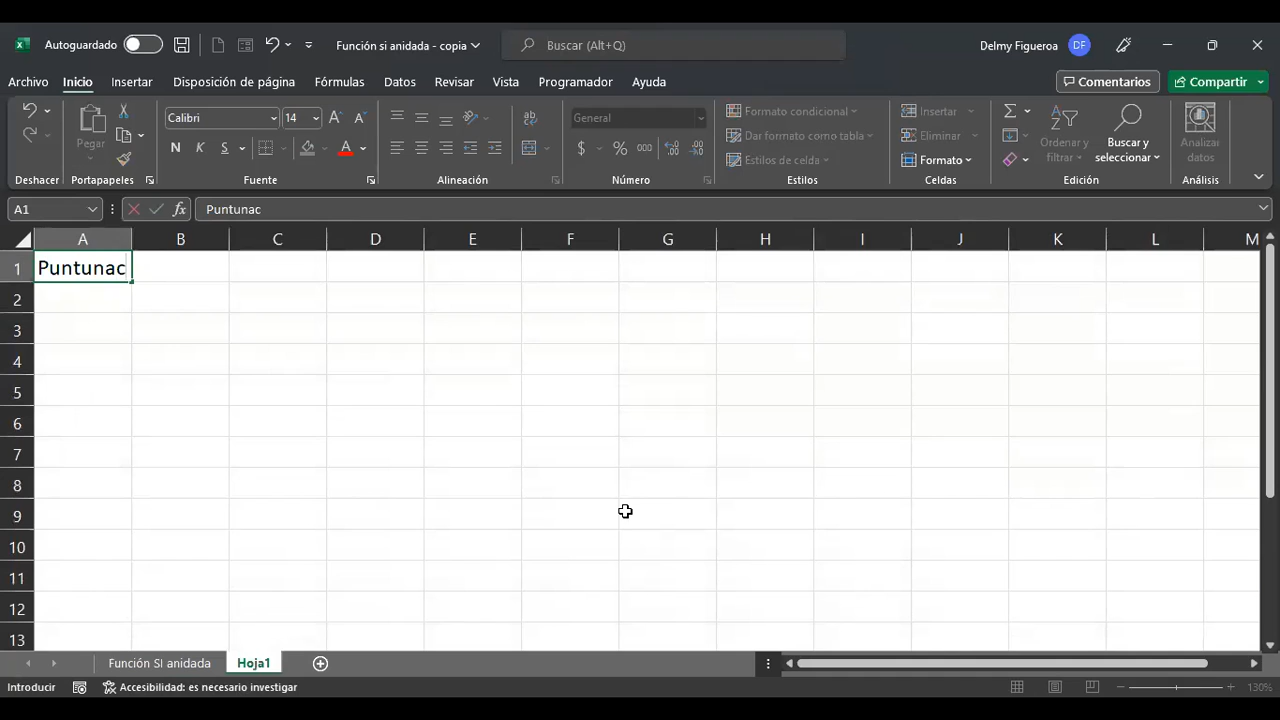 Autoguardado
Función si anidada - copia
Buscar (Alt+Q)
Delmy Figueroa
DF
Archivo
Inicio
Insertar
Disposición de página
Fórmulas
Datos
Revisar
Vista
Programador
Ayuda
Comentarios
Compartir
Pegar
Calibri
14
N K S
General
$ % 000
Formato condicional
Dar formato como tabla
Estilos de celda
Insertar
Eliminar
Formato
Ordenar y filtrar
Buscar y seleccionar
Analizar datos
Deshacer
Portapapeles
Fuente
Alineación
Número
Estilos
Celdas
Edición
Análisis
A1
fx
Puntunac
A B C D E F G H I J K L M
1 Puntunac
2
3
4
5
6
7
8
9
10
11
12
13
Función SI anidada
Hoja1
Introducir
Accesibilidad: es necesario investigar
130%